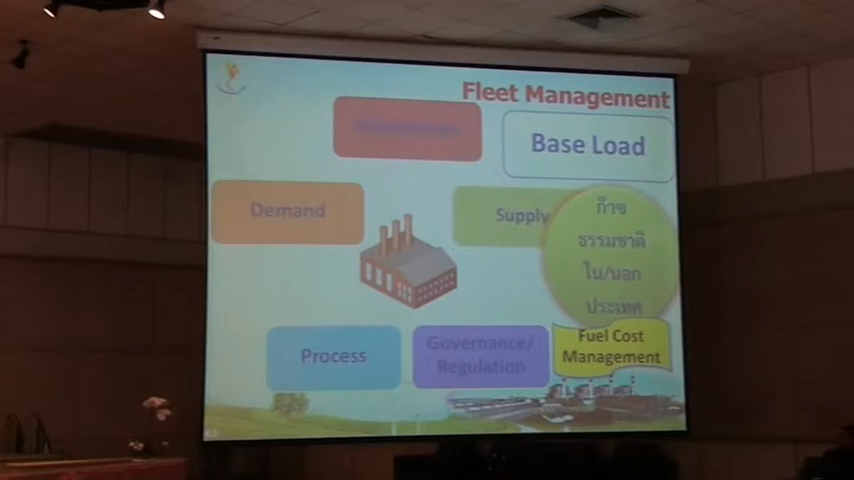 Fleet Management
Base Load
Demand
Supply
ก๊าซ
ธรรมชาติ
ใน/นอก
ประเทศ
Process
Governance/
Regulation
Fuel Cost
Management